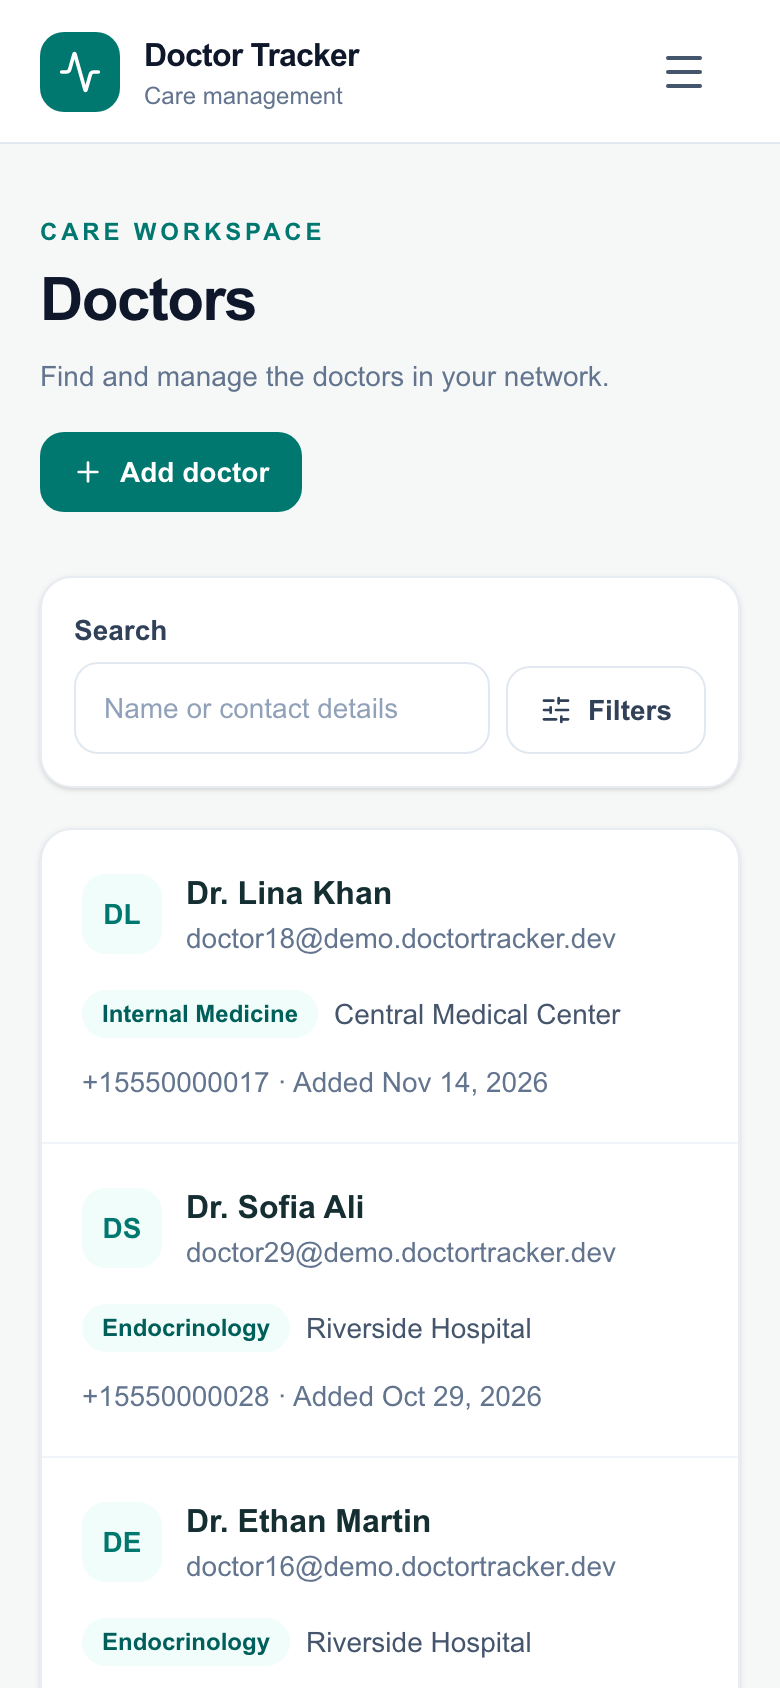 Doctor Tracker
Care management
CARE WORKSPACE
Doctors
Find and manage the doctors in your network.
Add doctor
Search
Name or contact details
Filters
DL
Dr. Lina Khan
doctor18@demo.doctortracker.dev
Internal Medicine Central Medical Center
+15550000017 · Added Nov 14, 2026
DS
Dr. Sofia Ali
doctor29@demo.doctortracker.dev
Endocrinology Riverside Hospital
+15550000028 · Added Oct 29, 2026
DE
Dr. Ethan Martin
doctor16@demo.doctortracker.dev
Endocrinology Riverside Hospital